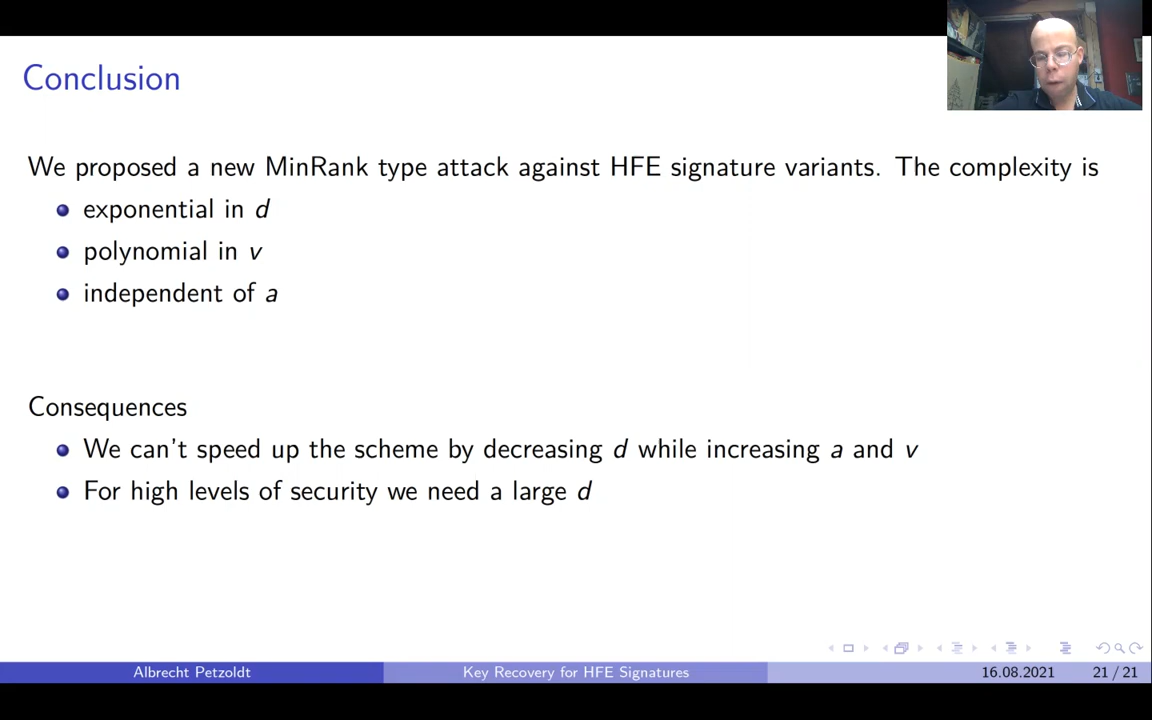 Conclusion
We proposed a new MinRank type attack against HFE signature variants. The complexity is
exponential in d
polynomial in v
independent of a
Consequences
We can't speed up the scheme by decreasing d while increasing a and v
For high levels of security we need a large d
Albrecht Petzoldt
Key Recovery for HFE Signatures
16.08.2021
21 / 21